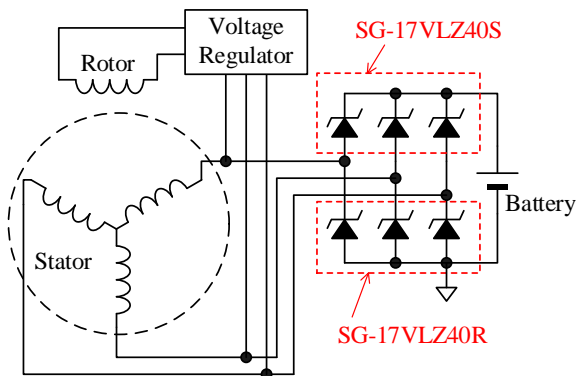 Voltage
Regulator
SG-17VLZ40S
Rotor
Battery
Stator
SG-17VLZ40R